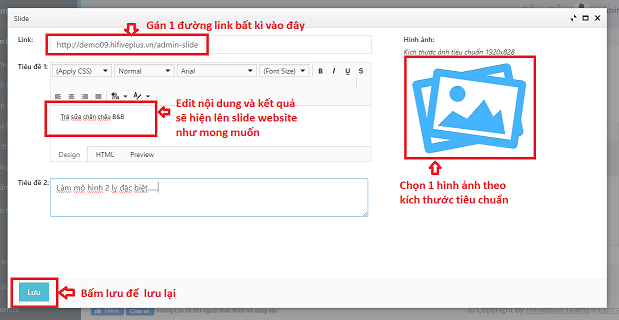 Slide
Gán 1 đường link bất kì vào đây
Link:
http://demo09.hifiveplus.vn/admin-slide
Hình ảnh:
Kích thước ảnh tiêu chuẩn 1920x828
Tiêu đề 1:
(Apply CSS) Normal Arial (Font Size) B I U S
Trà sữa chân châu B&B
Edit nội dung và kết quả
sẽ hiện lên slide website
như mong muốn
Design HTML Preview
Chọn 1 hình ảnh theo
kích thước tiêu chuẩn
Tiêu đề 2:
Làm mô hình 2 ly đặc biệt.....
Lưu
Bấm lưu để lưu lại
© Copyright by Hifiveplus Teams |